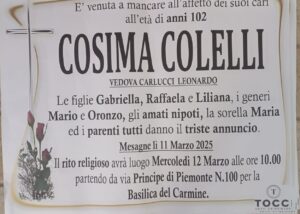 E' venuta a mancare all'affetto dei suoi cari
all'età di anni 102
COSIMA COLELLI
VEDOVA CARLUCCI LEONARDO
Le figlie Gabriella, Raffaela e Liliana, i generi
Mario e Oronzo, gli amati nipoti, la sorella Maria
ed i parenti tutti danno il triste annuncio.
Mesagne lì 11 Marzo 2025
Il rito religioso avrà luogo Mercoledì 12 Marzo alle ore 10.00
partendo da via Principe di Piemonte N.100 per la
Basilica del Carmine.
TOCCI